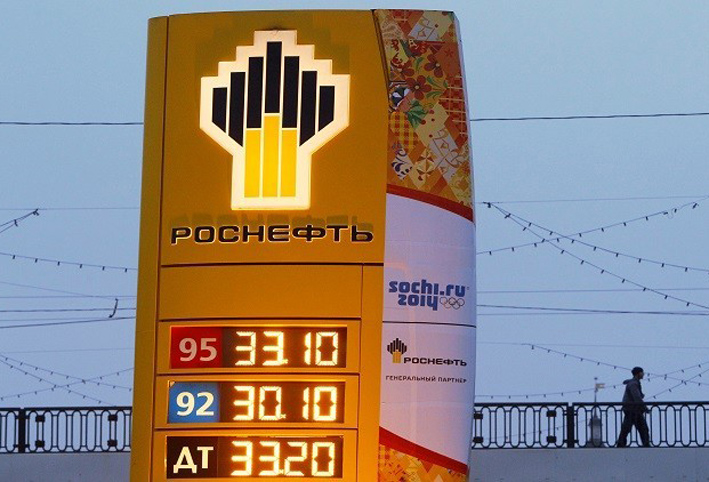 РОСНЕФТЬ
95 33.10
92 30.10
ДТ 33.20
sochi.ru
2014
РОСНЕФТЬ
ГЕНЕРАЛЬНЫЙ ПАРТНЕР